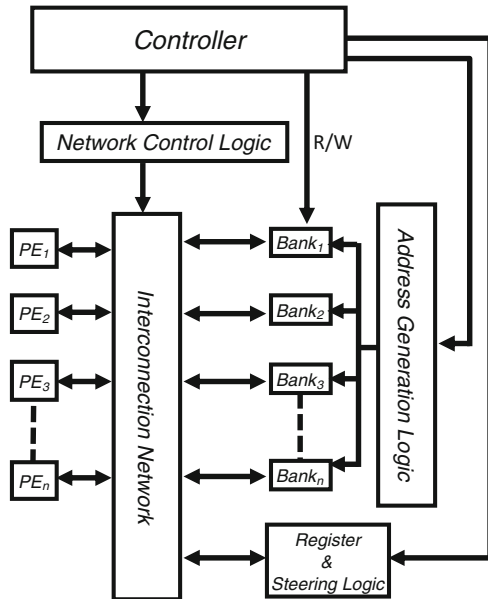 Controller
Network Control Logic
R/W
PE1
PE2
PE3
PEn
Interconnection Network
Bank1
Bank2
Bank3
Bankn
Address Generation Logic
Register
&
Steering Logic